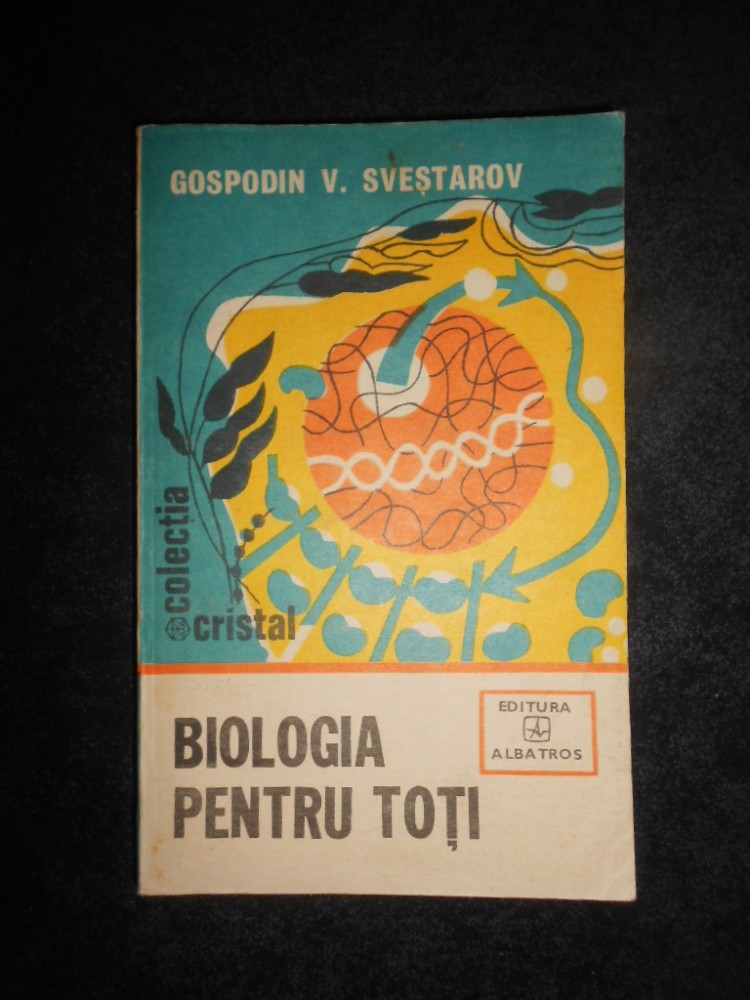 GOSPODIN V. SVEȘTAROV
colecția
cristal
BIOLOGIA
PENTRU TOȚI
EDITURA
ALBATROS